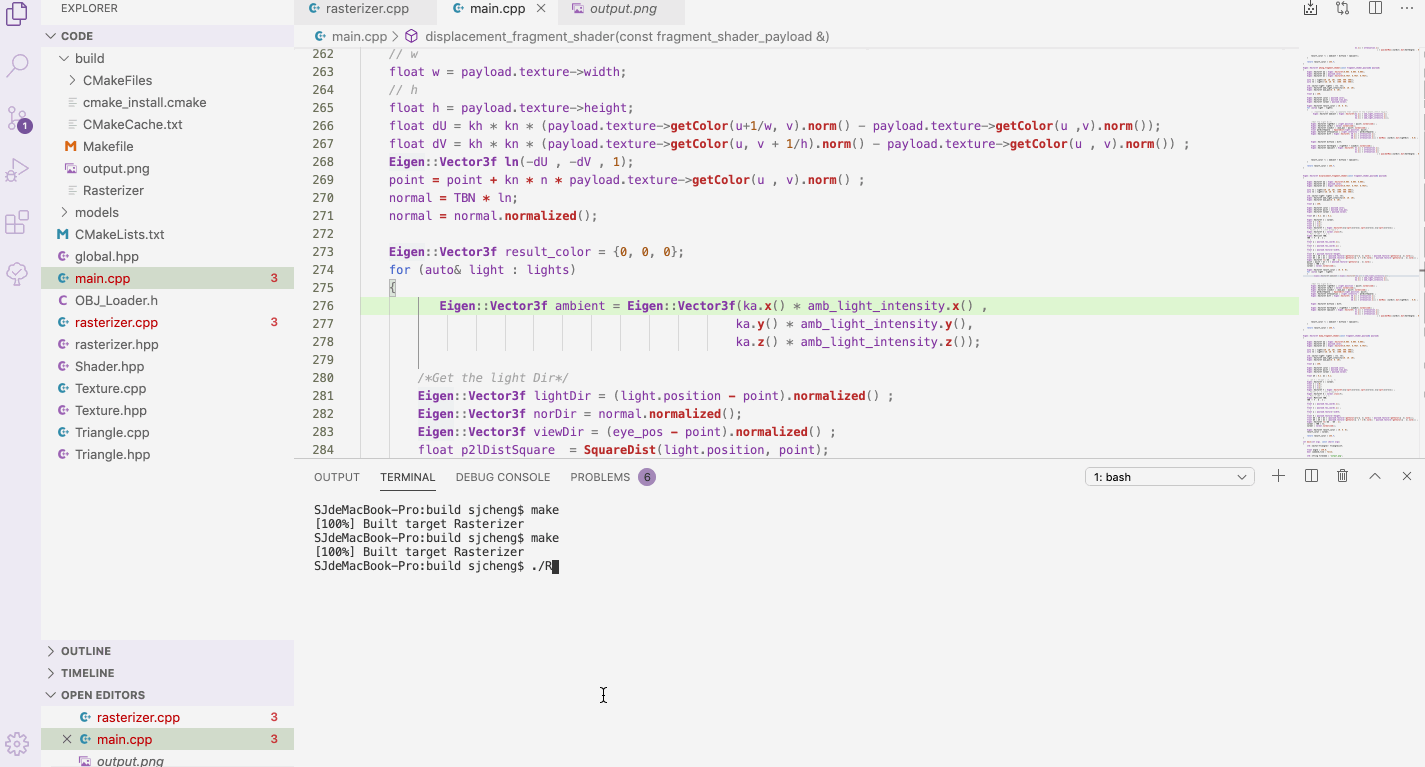 EXPLORER
CODE
build
CMakeFiles
cmake_install.cmake
CMakeCache.txt
Makefile
output.png
Rasterizer
models
CMakeLists.txt
global.hpp
main.cpp 3
OBJ_Loader.h
rasterizer.cpp 3
rasterizer.hpp
Shader.hpp
Texture.cpp
Texture.hpp
Triangle.cpp
Triangle.hpp
OUTLINE
TIMELINE
OPEN EDITORS
rasterizer.cpp 3
main.cpp 3
output.png
1
rasterizer.cpp
main.cpp
output.png
main.cpp > displacement_fragment_shader(const fragment_shader_payload &)
262 // w
263 float w = payload.texture->width;
264 // h
265 float h = payload.texture->height;
266 float dU = kh * kn * (payload.texture->getColor(u+1/w, v).norm() - payload.texture->getColor(u ,v).norm());
267 float dV = kh * kn * (payload.texture->getColor(u, v + 1/h).norm() - payload.texture->getColor(u , v).norm()) ;
268 Eigen::Vector3f ln(-dU , -dV , 1);
269 point = point + kn * n * payload.texture->getColor(u , v).norm() ;
270 normal = TBN * ln;
271 normal = normal.normalized();
272
273 Eigen::Vector3f result_color = {0, 0, 0};
274 for (auto& light : lights)
275 {
276 Eigen::Vector3f ambient = Eigen::Vector3f(ka.x() * amb_light_intensity.x() ,
277 ka.y() * amb_light_intensity.y(),
278 ka.z() * amb_light_intensity.z());
279
280 /*Get the light Dir*/
281 Eigen::Vector3f lightDir = (light.position - point).normalized() ;
282 Eigen::Vector3f norDir = normal.normalized();
283 Eigen::Vector3f viewDir = (eye_pos - point).normalized() ;
284 float p2lDistSquare  = SquareDist(light.position, point);
OUTPUT TERMINAL DEBUG CONSOLE PROBLEMS 6
1: bash
SJdeMacBook-Pro:build sjcheng$ make
[100%] Built target Rasterizer
SJdeMacBook-Pro:build sjcheng$ make
[100%] Built target Rasterizer
SJdeMacBook-Pro:build sjcheng$ ./R